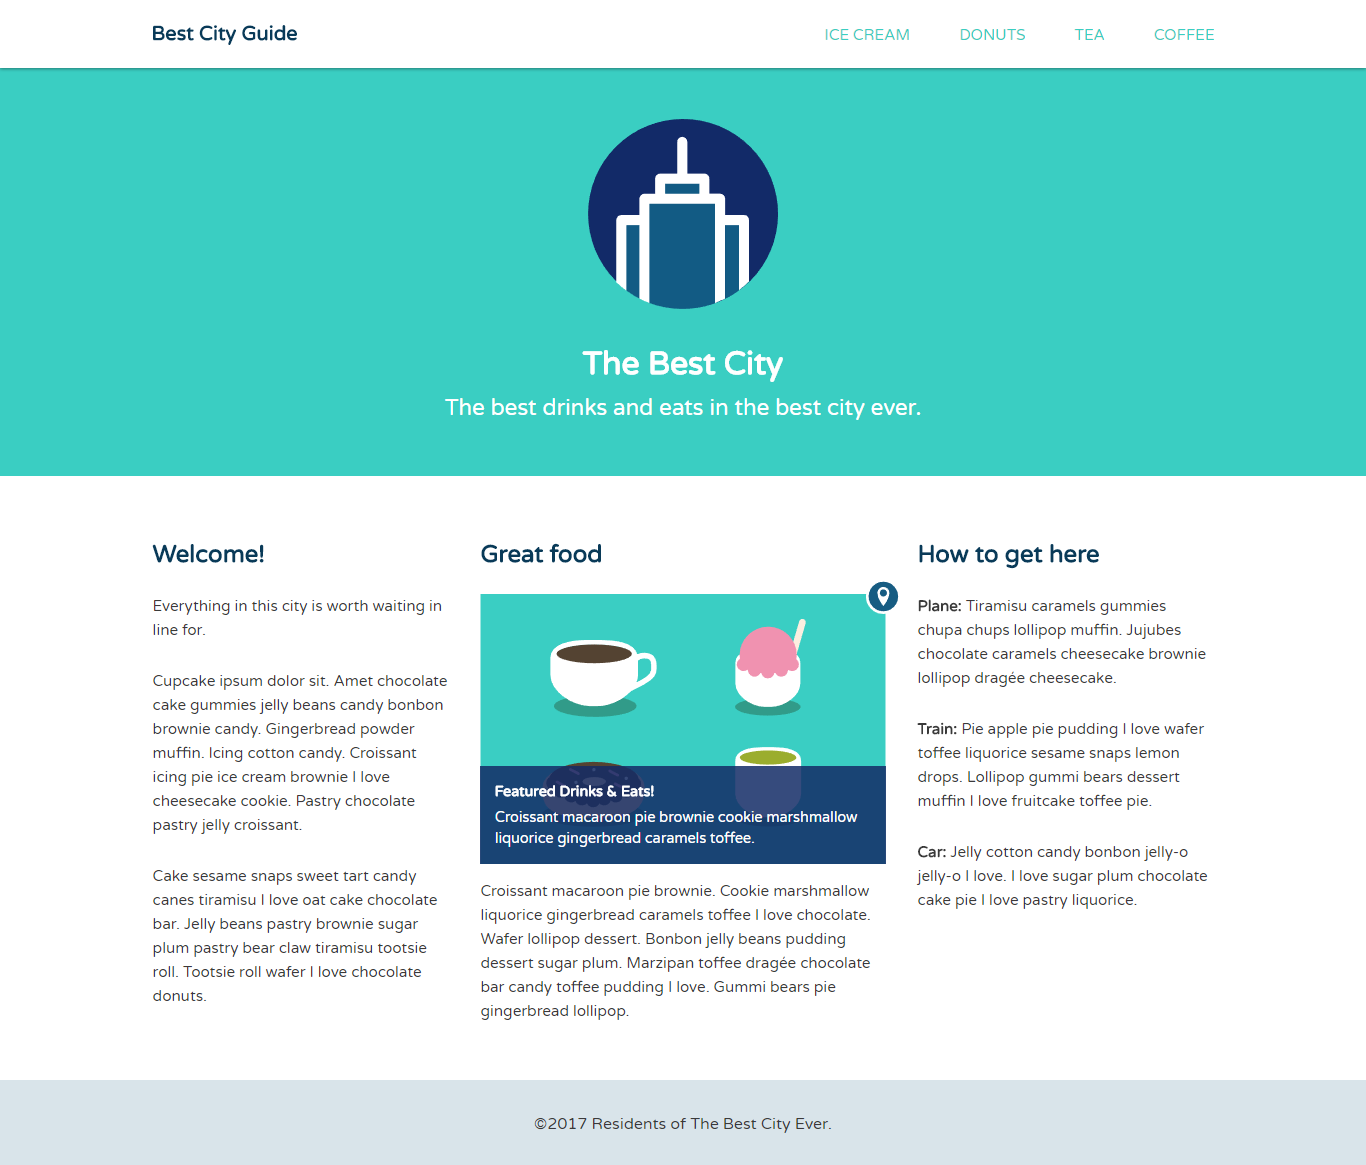 Best City Guide
ICE CREAM DONUTS TEA COFFEE
The Best City
The best drinks and eats in the best city ever.
Welcome!
Everything in this city is worth waiting in
line for.
Cupcake ipsum dolor sit. Amet chocolate
cake gummies jelly beans candy bonbon
brownie candy. Gingerbread powder
muffin. Icing cotton candy. Croissant
icing pie ice cream brownie I love
cheesecake cookie. Pastry chocolate
pastry jelly croissant.
Cake sesame snaps sweet tart candy
canes tiramisu I love oat cake chocolate
bar. Jelly beans pastry brownie sugar
plum pastry bear claw tiramisu tootsie
roll. Tootsie roll wafer I love chocolate
donuts.
Great food
Featured Drinks & Eats!
Croissant macaroon pie brownie cookie marshmallow
liquorice gingerbread caramels toffee.
Croissant macaroon pie brownie. Cookie marshmallow
liquorice gingerbread caramels toffee I love chocolate.
Wafer lollipop dessert. Bonbon jelly beans pudding
dessert sugar plum. Marzipan toffee dragée chocolate
bar candy toffee pudding I love. Gummi bears pie
gingerbread lollipop.
How to get here
Plane: Tiramisu caramels gummies
chupa chups lollipop muffin. Jujubes
chocolate caramels cheesecake brownie
lollipop dragée cheesecake.
Train: Pie apple pie pudding I love wafer
toffee liquorice sesame snaps lemon
drops. Lollipop gummi bears dessert
muffin I love fruitcake toffee pie.
Car: Jelly cotton candy bonbon jelly-o
jelly-o I love. I love sugar plum chocolate
cake pie I love pastry liquorice.
©2017 Residents of The Best City Ever.